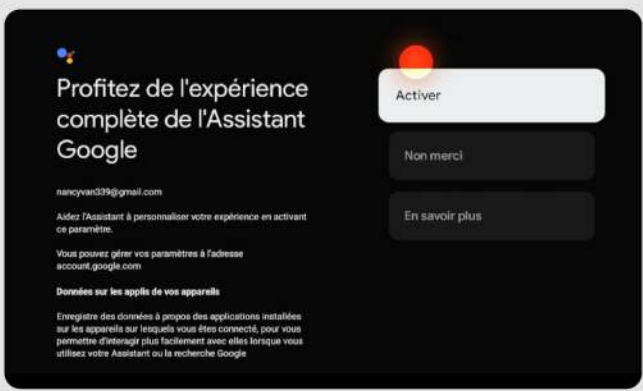 Profitez de l'expérience
complète de l'Assistant
Google
nancyvan339@gmail.com
Aidez l'Assistant à personnaliser votre expérience en activant
ce paramètre.
Vous pouvez gérer vos paramètres à l'adresse
account.google.com
Données sur les applis de vos appareils
Enregistre des données à propos des applications installées
sur les appareils sur lesquels vous êtes connecté, pour vous
permettre d'interagir plus facilement avec elles lorsque vous
utilisez votre Assistant ou la recherche Google
Activer
Non merci
En savoir plus